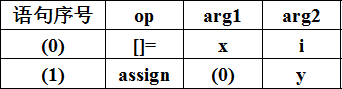 语句序号 op arg1 arg2
(0) []= x i
(1) assign (0) y